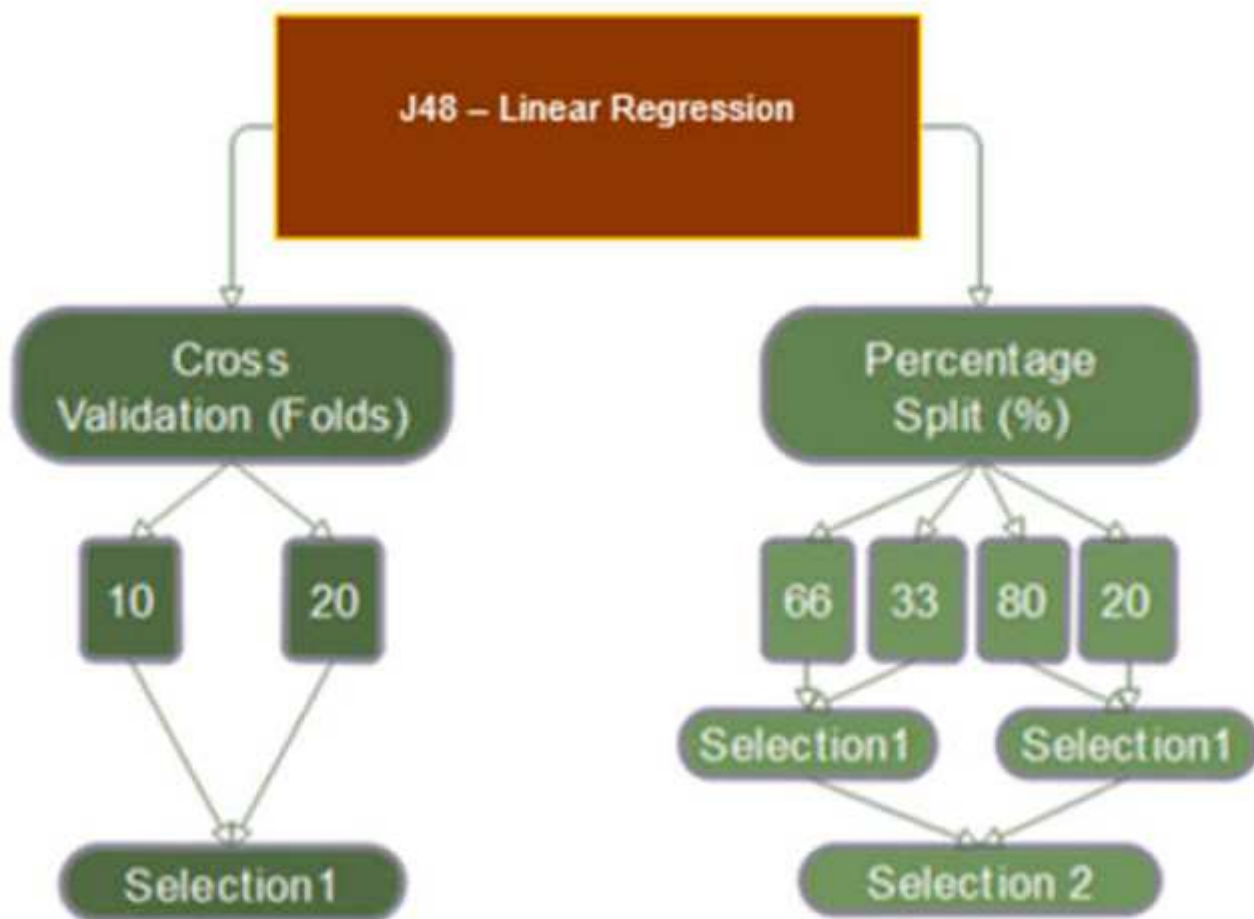 J48 – Linear Regression
Cross
Validation (Folds)
Percentage
Split (%)
10
20
66
33
80
20
Selection1
Selection1
Selection1
Selection 2